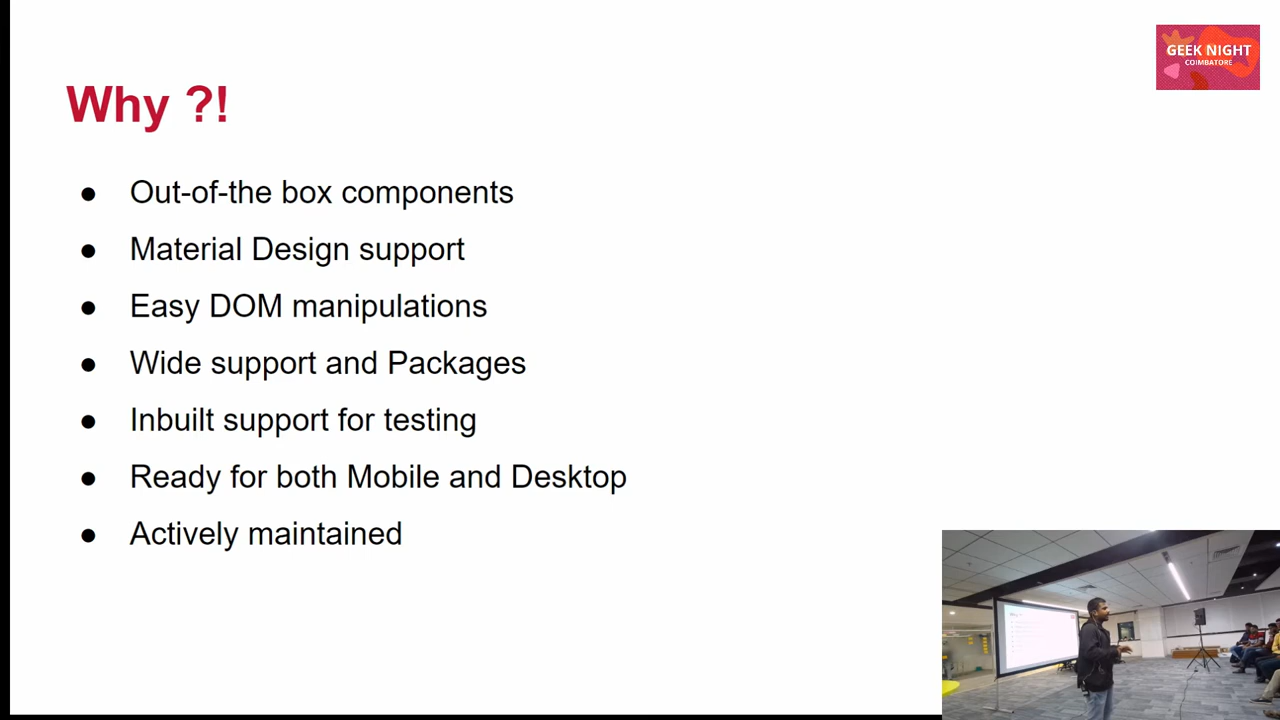 GEEK NIGHT
COIMBATORE
Why ?!
● Out-of-the box components
● Material Design support
● Easy DOM manipulations
● Wide support and Packages
● Inbuilt support for testing
● Ready for both Mobile and Desktop
● Actively maintained